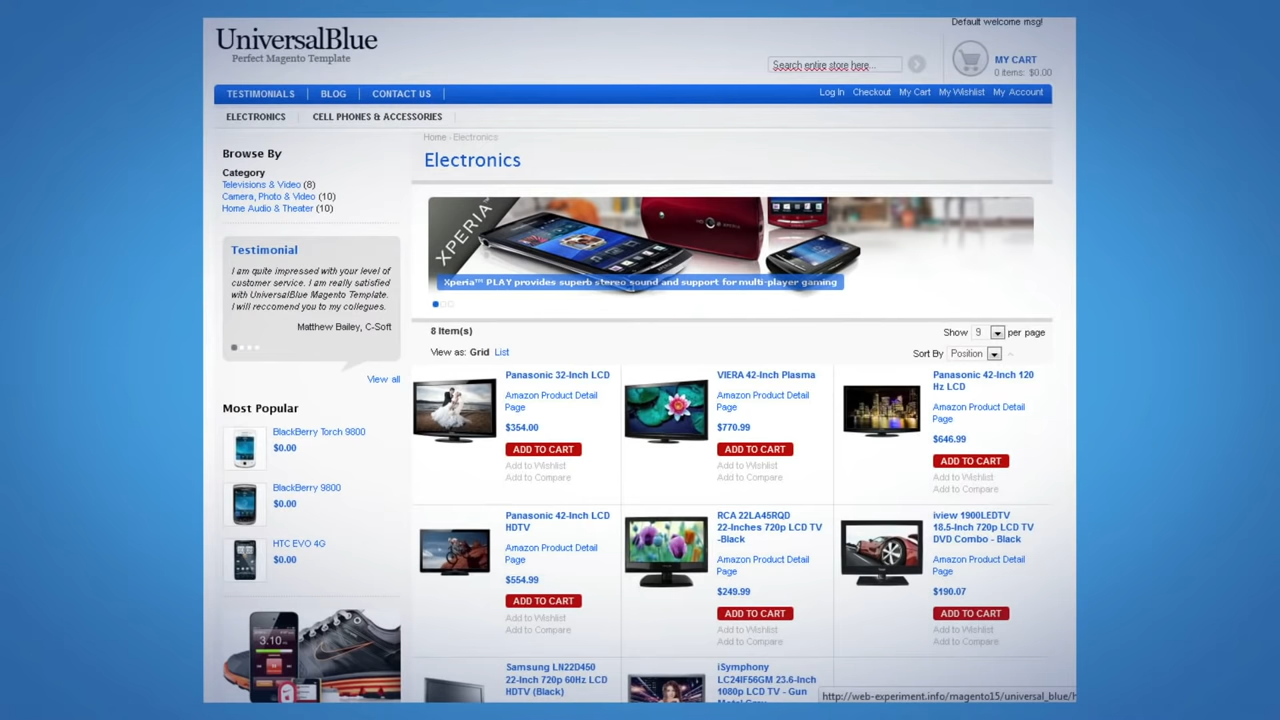 UniversalBlue
Perfect Magento Template
Default welcome msg!
Search entire store here...
MY CART
0 items: $0.00
TESTIMONIALS
BLOG
CONTACT US
Log In
Checkout
My Cart
My Wishlist
My Account
ELECTRONICS
CELL PHONES & ACCESSORIES
Home - Electronics
Electronics
Browse By
Category
Televisions & Video (8)
Camera, Photo & Video (10)
Home Audio & Theater (10)
Testimonial
I am quite impressed with your level of
customer service. I am really satisfied
with UniversalBlue Magento Template.
I will reccomend you to my collegues.
Matthew Bailey, C-Soft
View all
Most Popular
BlackBerry Torch 9800
$0.00
BlackBerry 9800
$0.00
HTC EVO 4G
$0.00
3.10
XPERIA
Xperia™ PLAY provides superb stereo sound and support for multi-player gaming
8 Item(s)
Show 9 per page
View as: Grid List
Sort By Position
Panasonic 32-Inch LCD
Amazon Product Detail
Page
$354.00
ADD TO CART
Add to Wishlist
Add to Compare
VIERA 42-Inch Plasma
Amazon Product Detail
Page
$770.99
ADD TO CART
Add to Wishlist
Add to Compare
Panasonic 42-Inch 120
Hz LCD
Amazon Product Detail
Page
$646.99
ADD TO CART
Add to Wishlist
Add to Compare
Panasonic 42-Inch LCD
HDTV
Amazon Product Detail
Page
$554.99
ADD TO CART
Add to Wishlist
Add to Compare
RCA 22LA45RQD
22-Inches 720p LCD TV
-Black
Amazon Product Detail
Page
$249.99
ADD TO CART
Add to Wishlist
Add to Compare
iview 1900LEDTV
18.5-Inch 720p LCD TV
DVD Combo - Black
Amazon Product Detail
Page
$190.07
ADD TO CART
Add to Wishlist
Add to Compare
Samsung LN22D450
22-Inch 720p 60Hz LCD
HDTV (Black)
iSymphony
LC24IF56GM 23.6-Inch
1080p LCD TV - Gun
Metal Gray
http://web-experiment.info/magento15/universal_blue/h